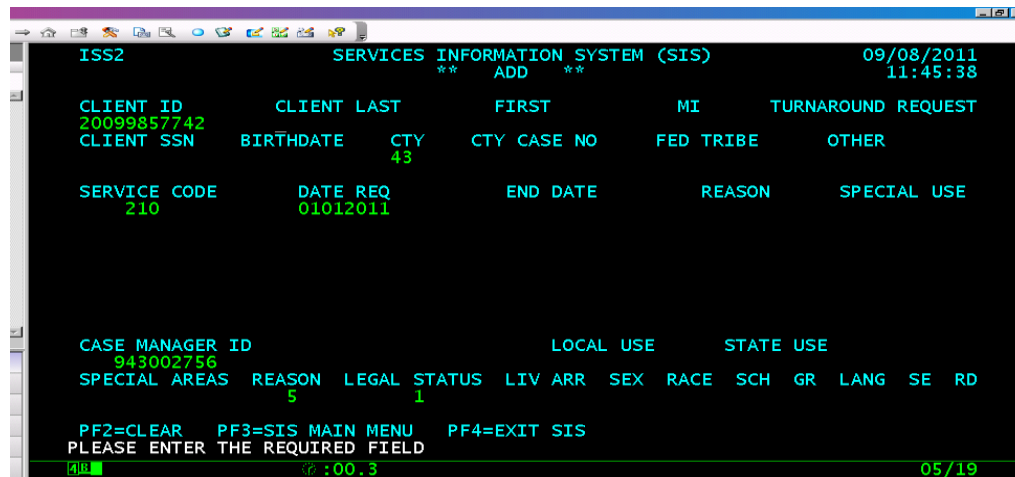 ISS2 SERVICES INFORMATION SYSTEM (SIS) 09/08/2011
** ADD ** 11:45:38
CLIENT ID CLIENT LAST FIRST MI TURNAROUND REQUEST
20099857742
CLIENT SSN BIRTHDATE CTY CTY CASE NO FED TRIBE OTHER
43
SERVICE CODE DATE REQ END DATE REASON SPECIAL USE
210 01012011
CASE MANAGER ID LOCAL USE STATE USE
943002756
SPECIAL AREAS REASON LEGAL STATUS LIV ARR SEX RACE SCH GR LANG SE RD
5 1
PF2=CLEAR PF3=SIS MAIN MENU PF4=EXIT SIS
PLEASE ENTER THE REQUIRED FIELD
4B :00.3 05/19